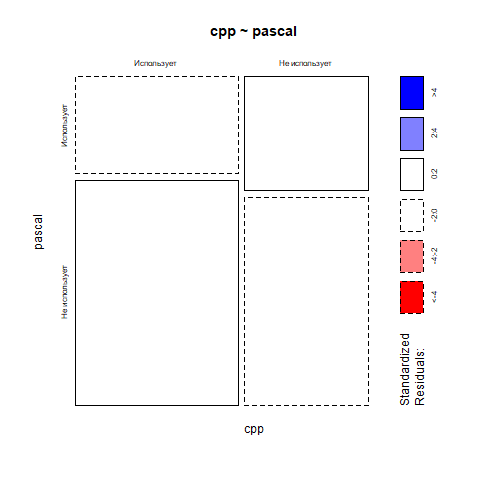 cpp ~ pascal
Использует
Не использует
Использует
Не использует
pascal
cpp
>4
2:4
0:2
-2:0
-4:-2
<-4
Standardized
Residuals: